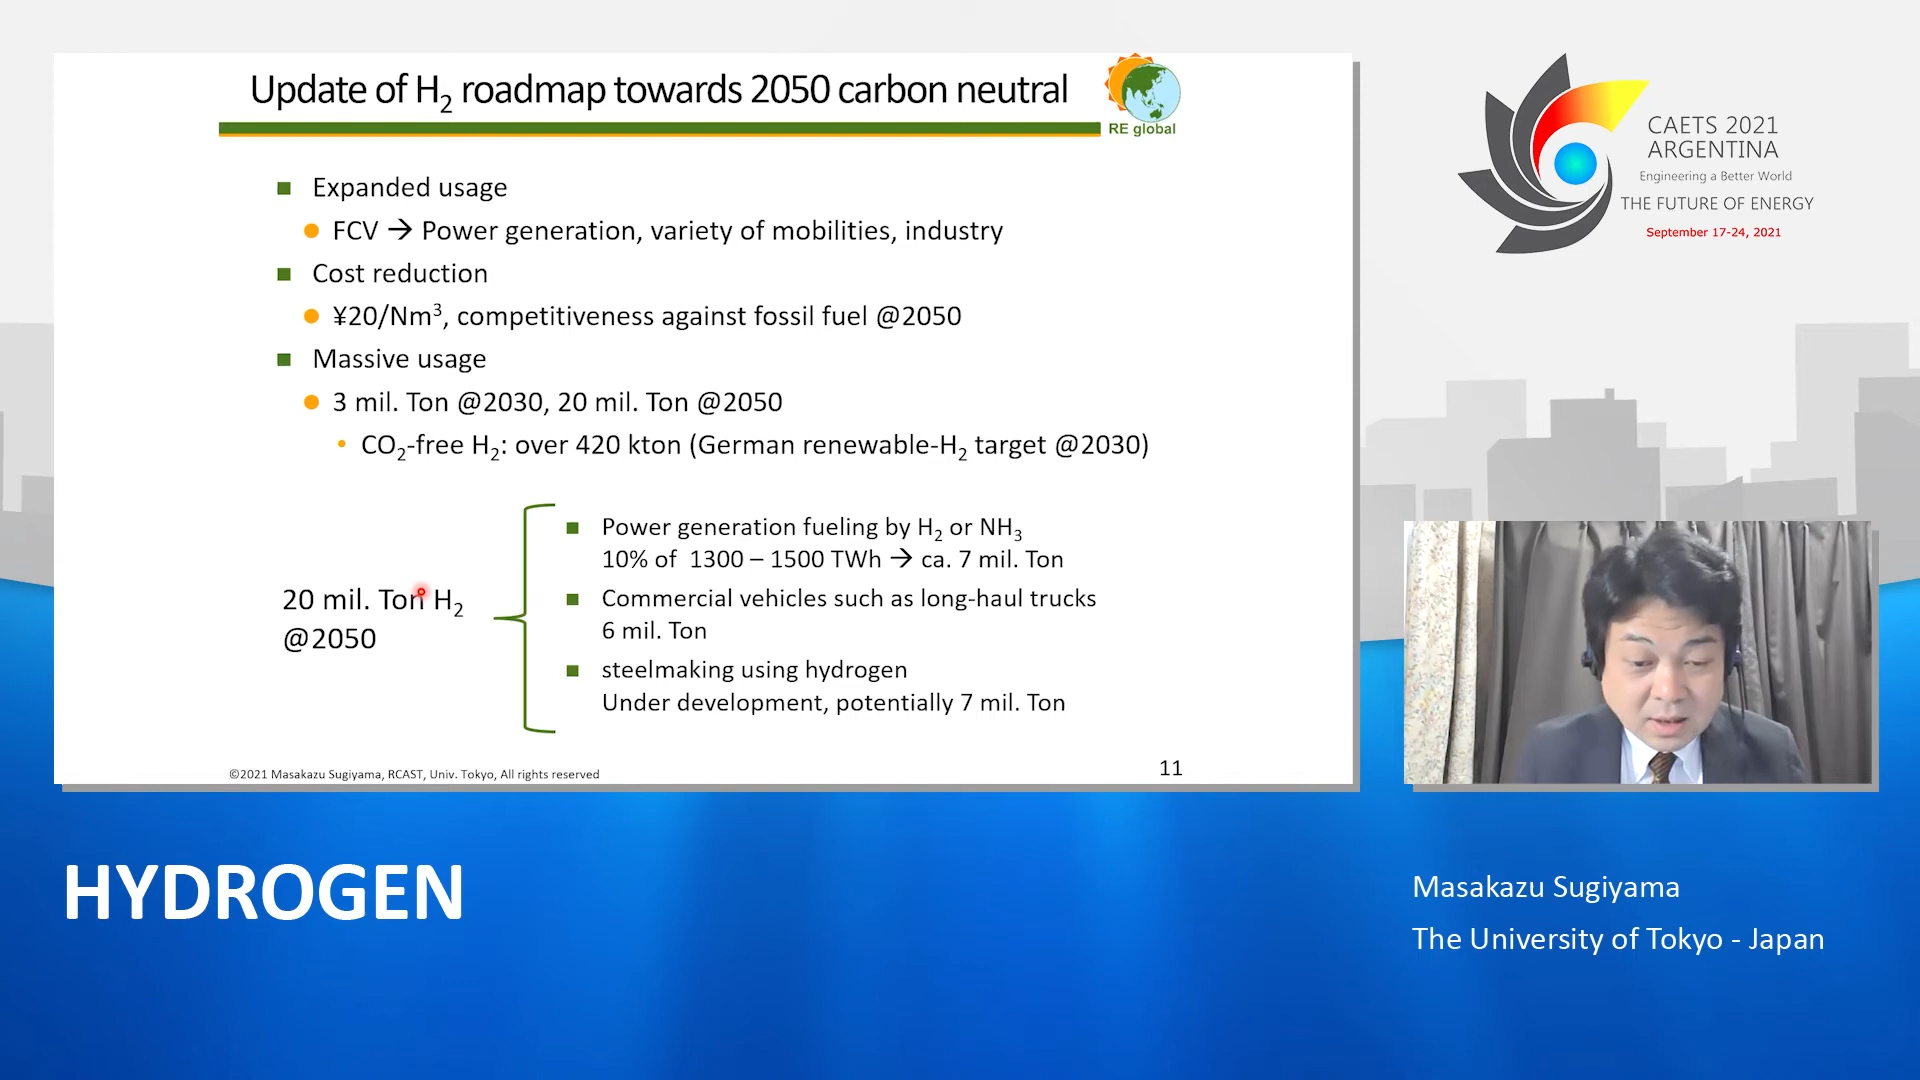 Update of H₂ roadmap towards 2050 carbon neutral
RE global
■ Expanded usage
● FCV → Power generation, variety of mobilities, industry
■ Cost reduction
● ¥20/Nm³, competitiveness against fossil fuel @2050
■ Massive usage
● 3 mil. Ton @2030, 20 mil. Ton @2050
• CO₂-free H₂: over 420 kton (German renewable-H₂ target @2030)
20 mil. Ton H₂
@2050
■ Power generation fueling by H₂ or NH₃
10% of 1300 – 1500 TWh → ca. 7 mil. Ton
■ Commercial vehicles such as long-haul trucks
6 mil. Ton
■ steelmaking using hydrogen
Under development, potentially 7 mil. Ton
©2021 Masakazu Sugiyama, RCAST, Univ. Tokyo, All rights reserved
11
CAETS 2021
ARGENTINA
Engineering a Better World
THE FUTURE OF ENERGY
September 17-24, 2021
HYDROGEN
Masakazu Sugiyama
The University of Tokyo - Japan